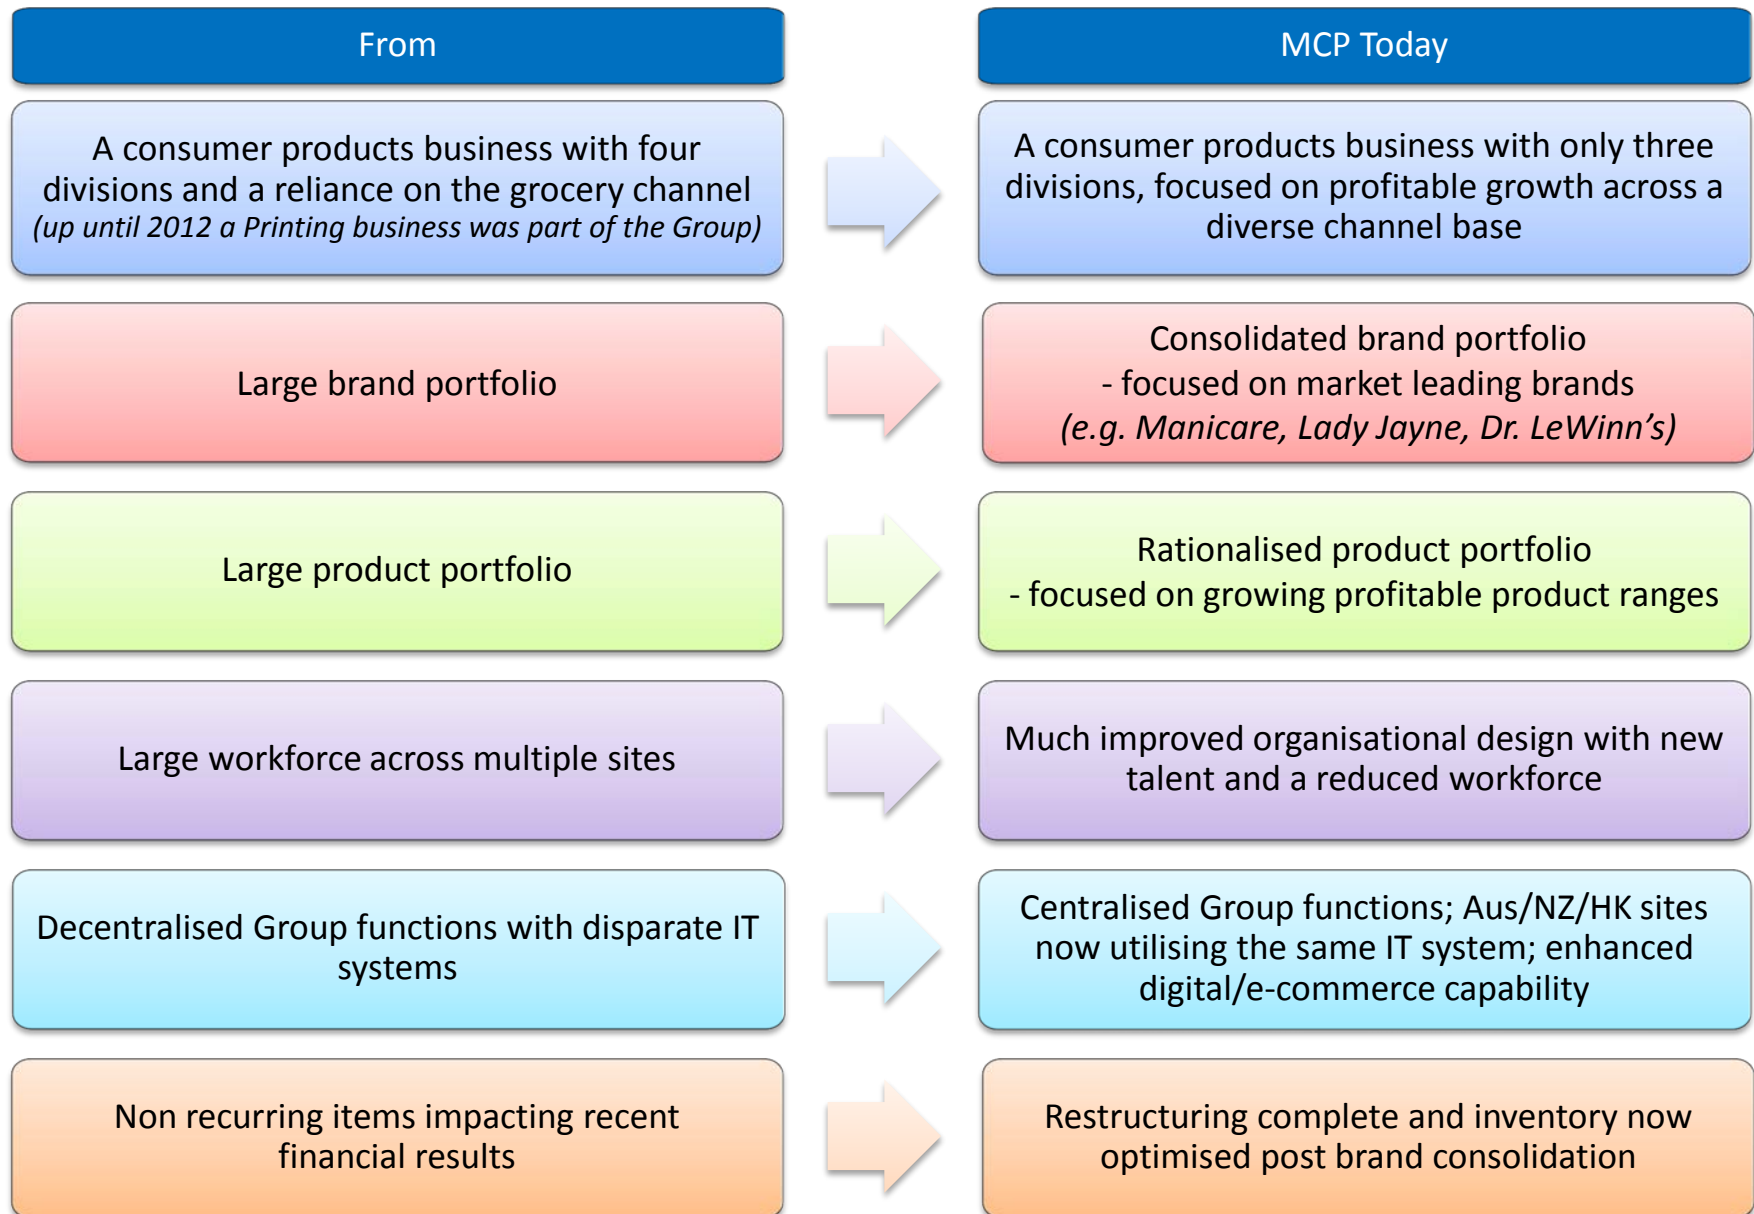 From
MCP Today
A consumer products business with four
divisions and a reliance on the grocery channel
(up until 2012 a Printing business was part of the Group)
A consumer products business with only three
divisions, focused on profitable growth across a
diverse channel base
Large brand portfolio
Consolidated brand portfolio
- focused on market leading brands
(e.g. Manicare, Lady Jayne, Dr. LeWinn’s)
Large product portfolio
Rationalised product portfolio
- focused on growing profitable product ranges
Large workforce across multiple sites
Much improved organisational design with new
talent and a reduced workforce
Decentralised Group functions with disparate IT
systems
Centralised Group functions; Aus/NZ/HK sites
now utilising the same IT system; enhanced
digital/e-commerce capability
Non recurring items impacting recent
financial results
Restructuring complete and inventory now
optimised post brand consolidation